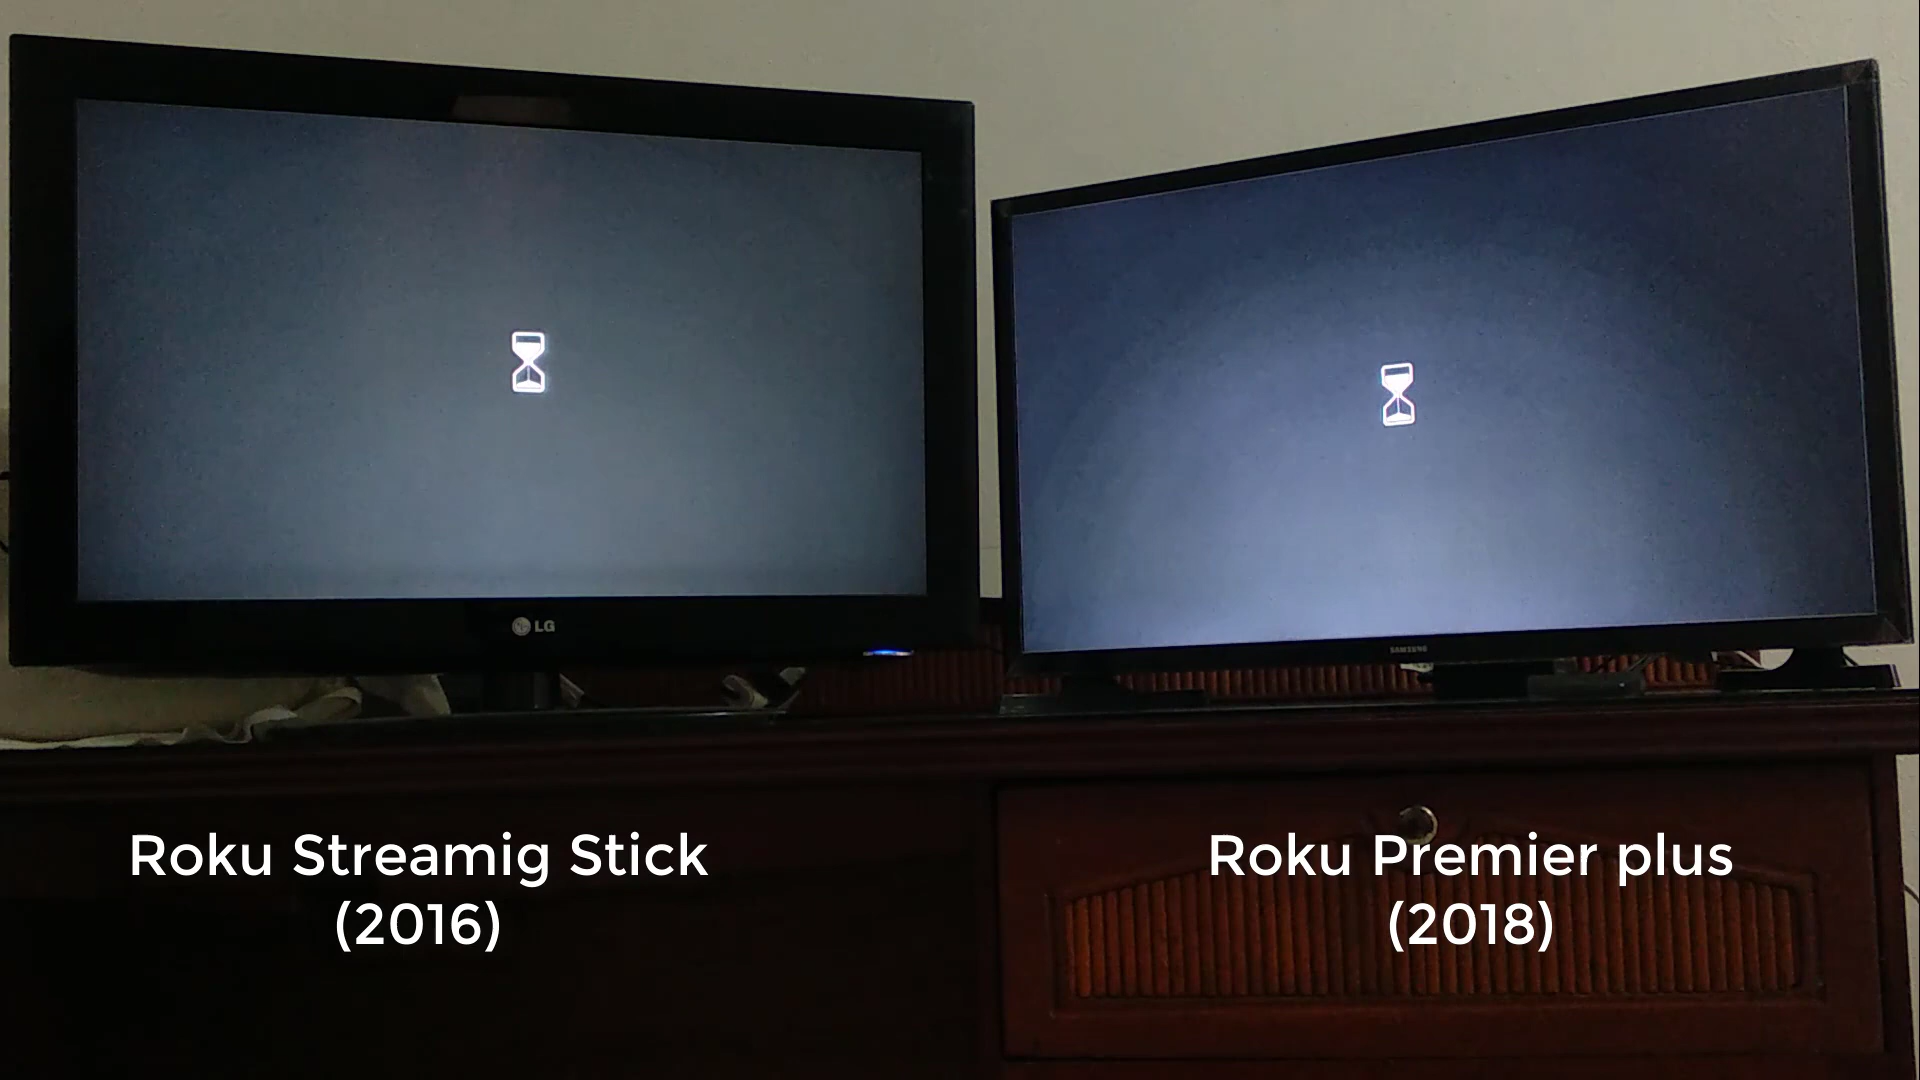 LG
SAMSUNG
Roku Streamig Stick
(2016)
Roku Premier plus
(2018)